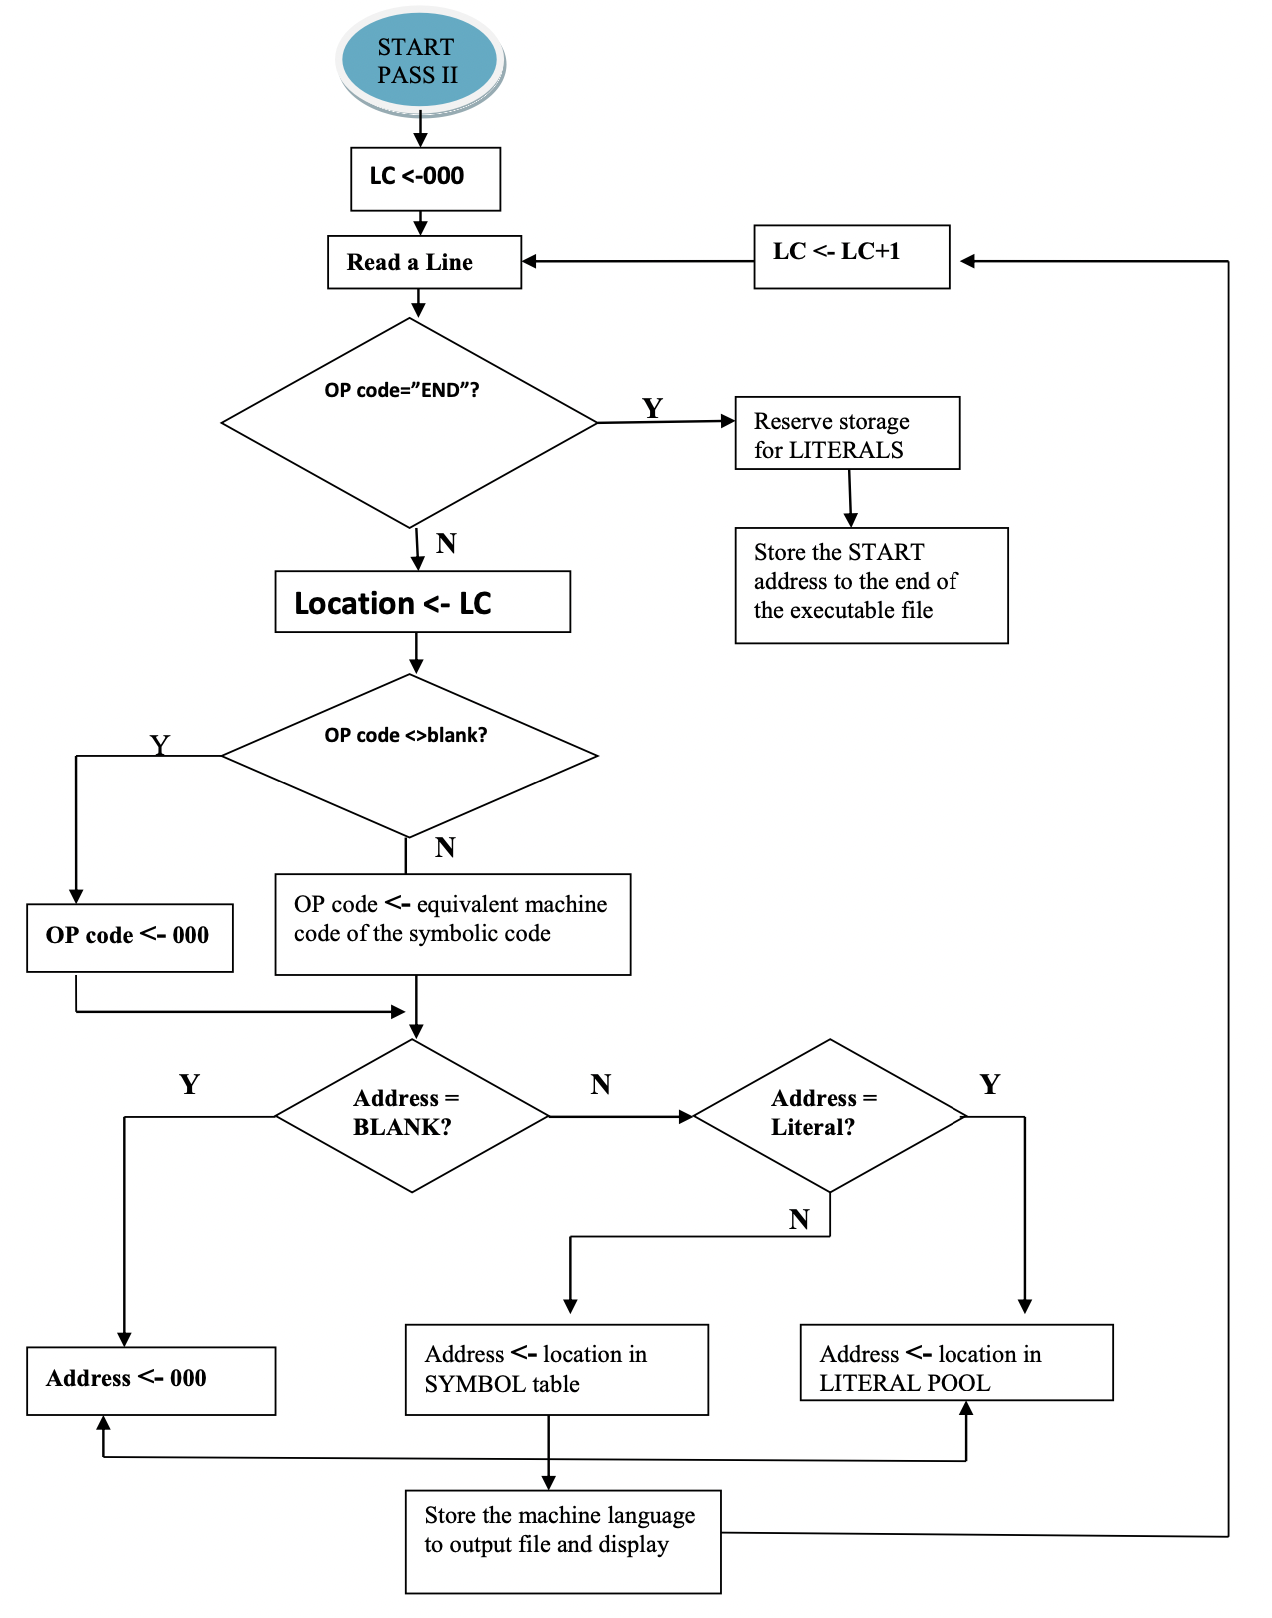 START
PASS II
LC <-000
Read a Line
LC <- LC+1
OP code=”END”?
Y
Reserve storage
for LITERALS
N
Store the START
address to the end of
the executable file
Location <- LC
OP code <>blank?
Y
N
OP code <- equivalent machine
code of the symbolic code
OP code <- 000
Y
Address =
BLANK?
N
Address =
Literal?
Y
N
Address <- 000
Address <- location in
SYMBOL table
Address <- location in
LITERAL POOL
Store the machine language
to output file and display